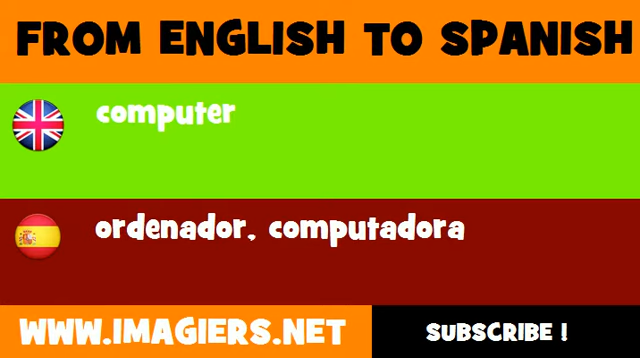 FROM ENGLISH TO SPANISH
computer
ordenador, computadora
WWW.IMAGIERS.NET
SUBSCRIBE !